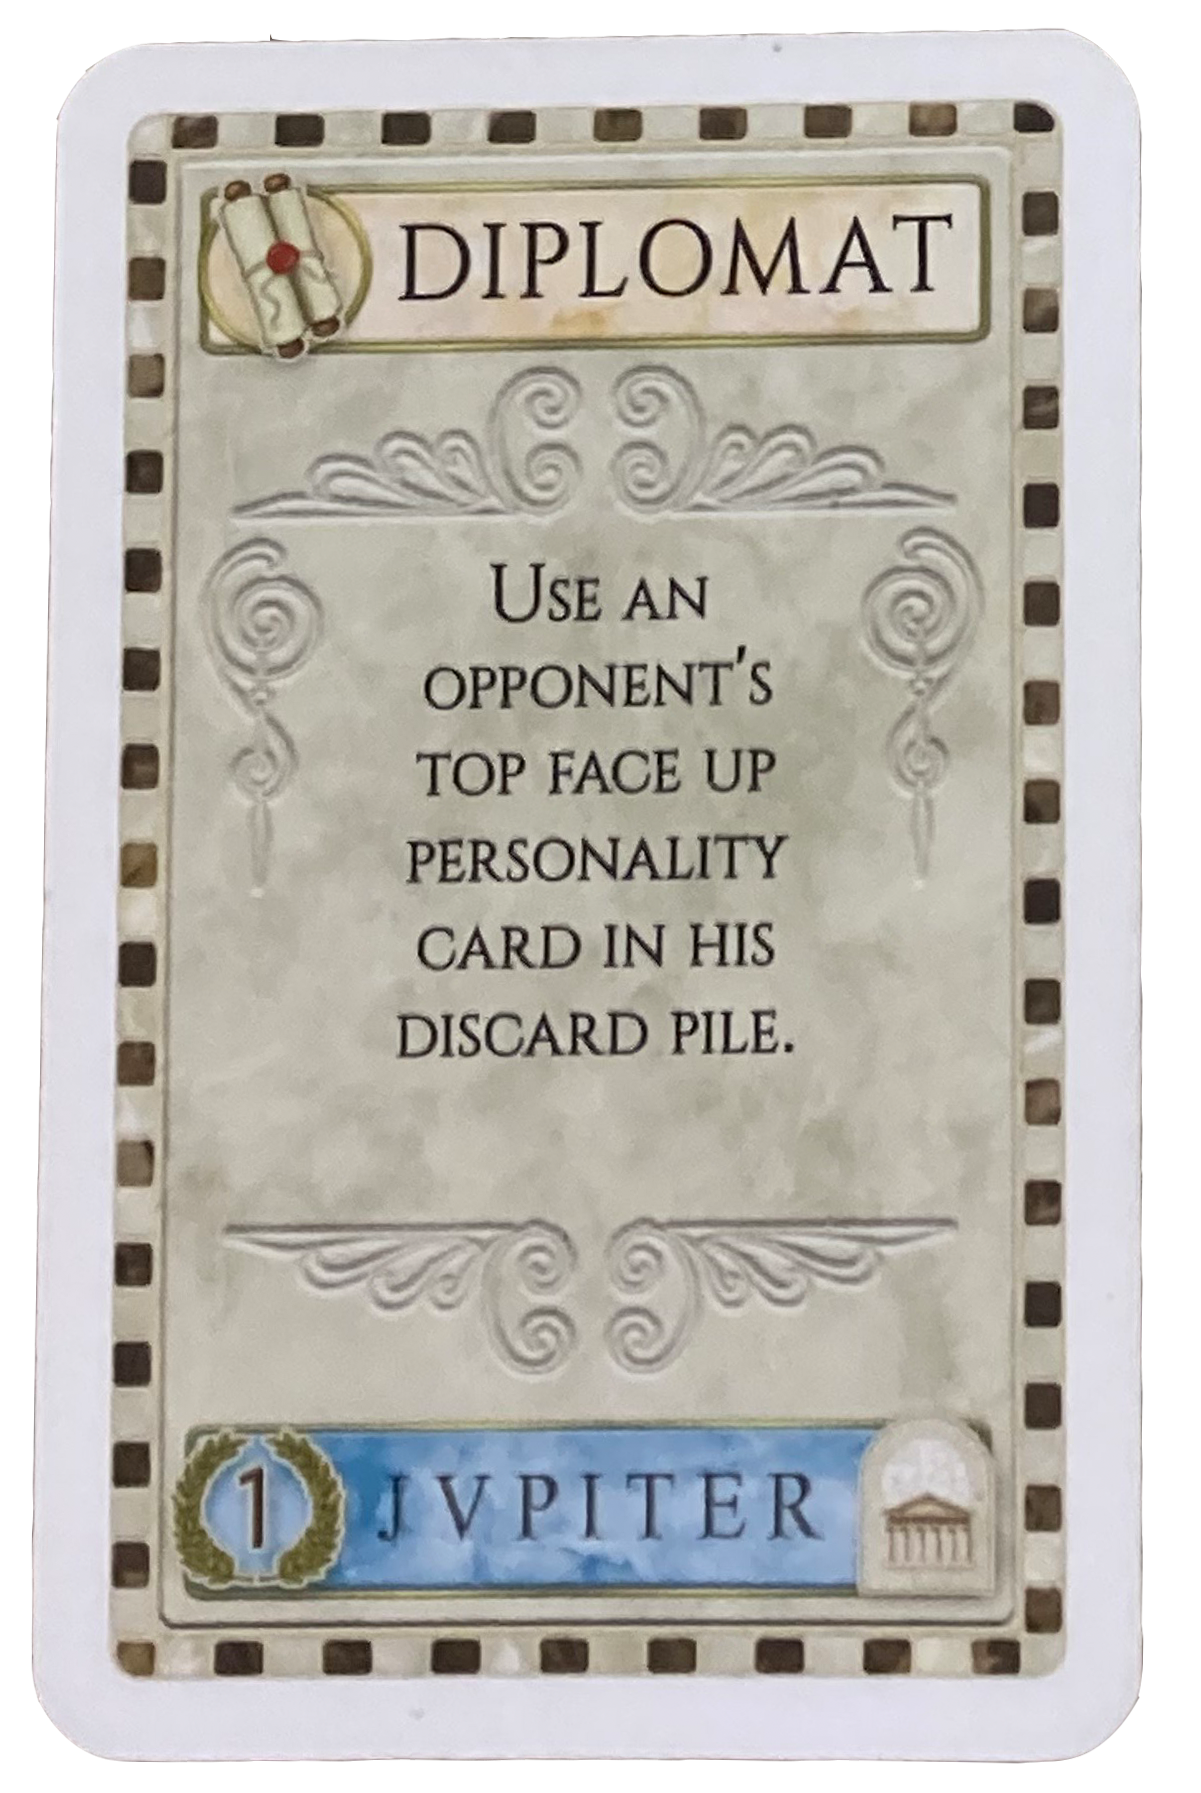 DIPLOMAT
USE AN
OPPONENT'S
TOP FACE UP
PERSONALITY
CARD IN HIS
DISCARD PILE.
1 JVPITER